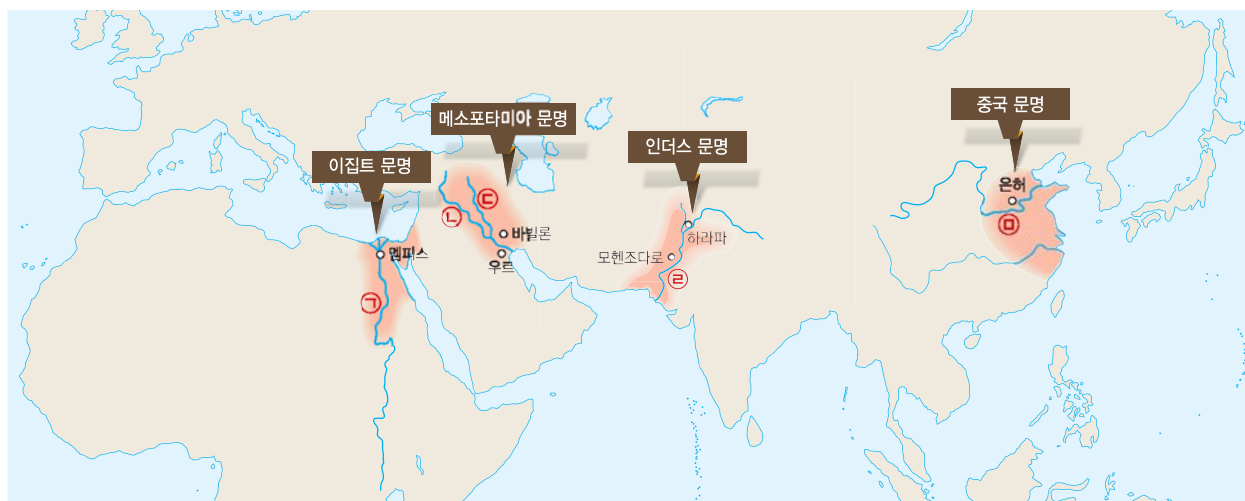 이집트 문명
메소포타미아 문명
인더스 문명
중국 문명
멤피스
㉠
㉡
㉢
바빌론
우르
하라파
모헨조다로
㉣
은허
㉤